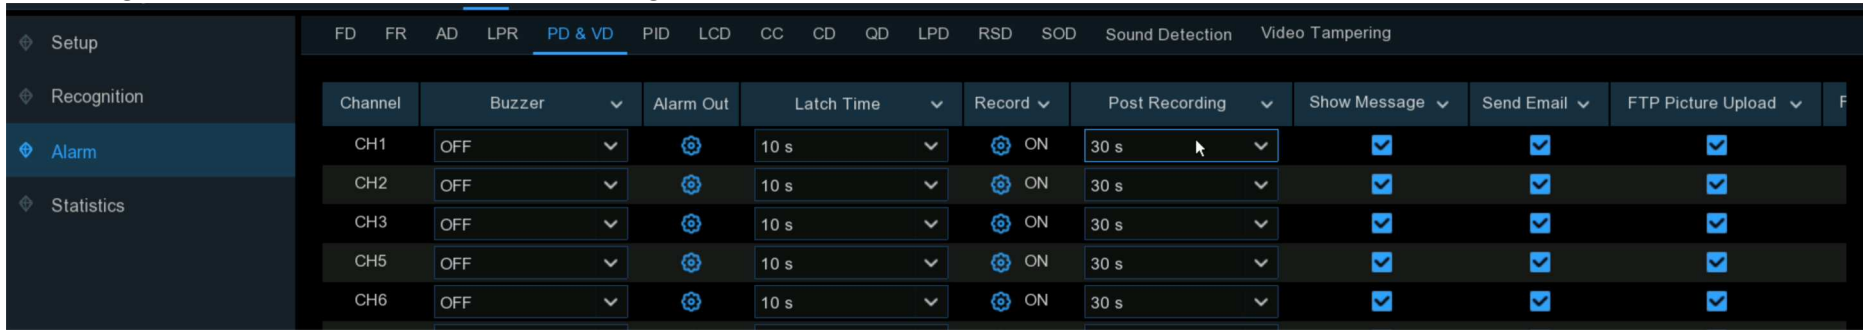 Setup
Recognition
Alarm
Statistics
FD FR AD LPR PD & VD PID LCD CC CD QD LPD RSD SOD Sound Detection Video Tampering
Channel Buzzer Alarm Out Latch Time Record Post Recording Show Message Send Email FTP Picture Upload
CH1 OFF 10 s ON 30 s
CH2 OFF 10 s ON 30 s
CH3 OFF 10 s ON 30 s
CH5 OFF 10 s ON 30 s
CH6 OFF 10 s ON 30 s